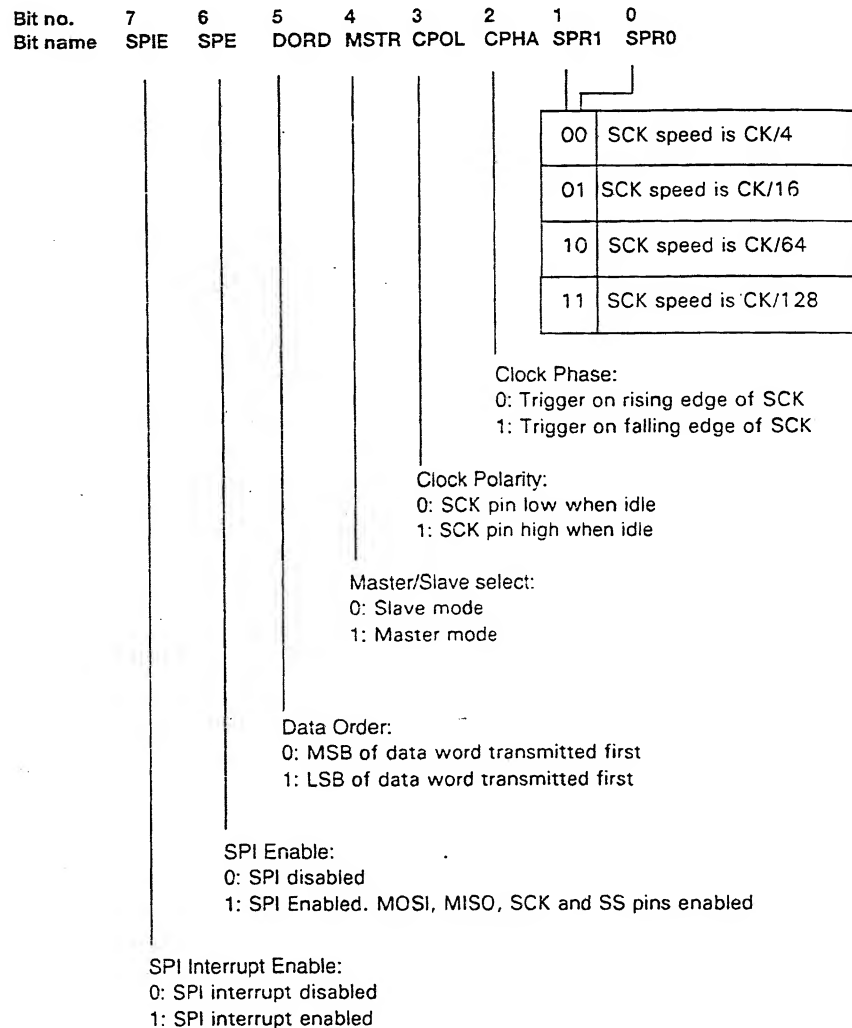 Bit no. 7 6 5 4 3 2 1 0
Bit name SPIE SPE DORD MSTR CPOL CPHA SPR1 SPR0
00 SCK speed is CK/4
01 SCK speed is CK/16
10 SCK speed is CK/64
11 SCK speed is CK/128
Clock Phase:
0: Trigger on rising edge of SCK
1: Trigger on falling edge of SCK
Clock Polarity:
0: SCK pin low when idle
1: SCK pin high when idle
Master/Slave select:
0: Slave mode
1: Master mode
Data Order:
0: MSB of data word transmitted first
1: LSB of data word transmitted first
SPI Enable:
0: SPI disabled
1: SPI Enabled. MOSI, MISO, SCK and SS pins enabled
SPI Interrupt Enable:
0: SPI interrupt disabled
1: SPI interrupt enabled